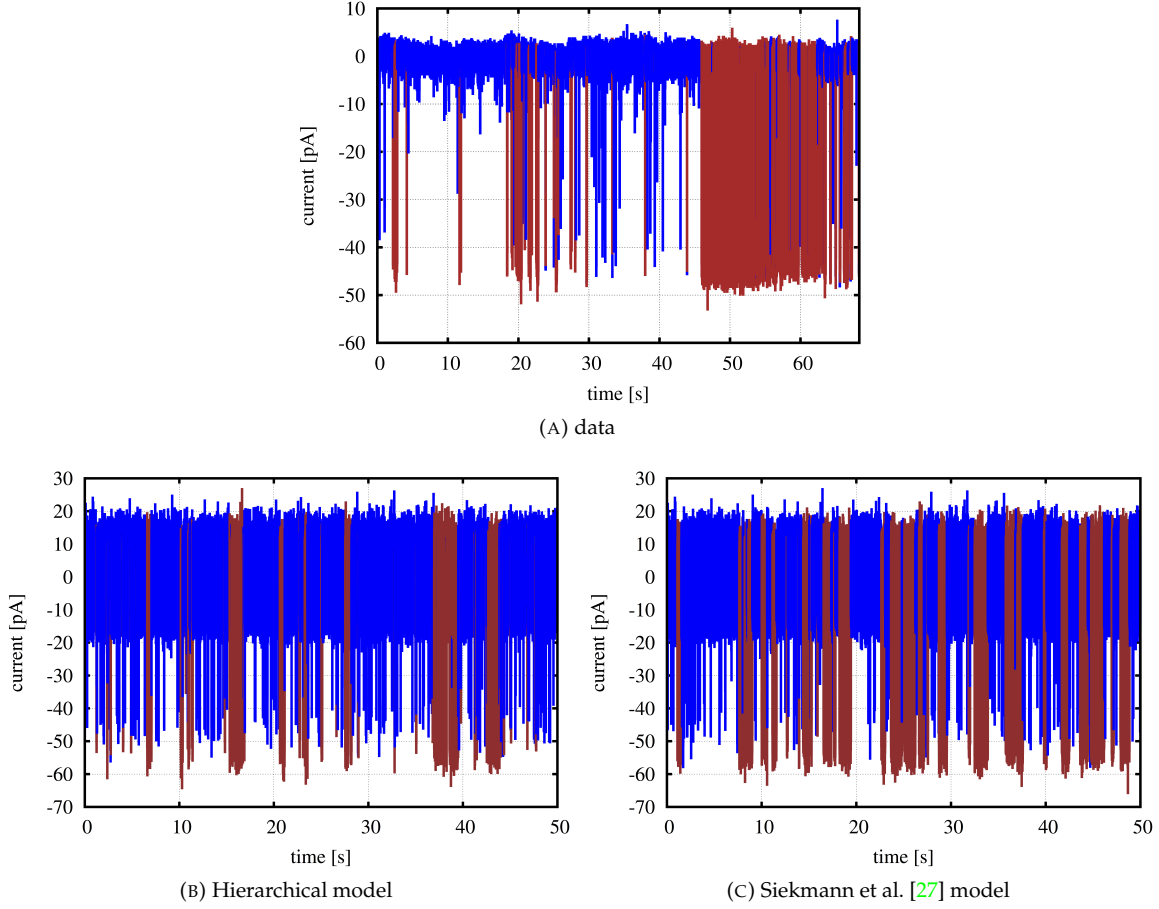 10
0
-10
-20
-30
-40
-50
-60
current [pA]
0 10 20 30 40 50 60
time [s]
(A) data
30
20
10
0
-10
-20
-30
-40
-50
-60
-70
current [pA]
0 10 20 30 40 50
time [s]
(B) Hierarchical model
30
20
10
0
-10
-20
-30
-40
-50
-60
-70
current [pA]
0 10 20 30 40 50
time [s]
(C) Siekmann et al. [27] model